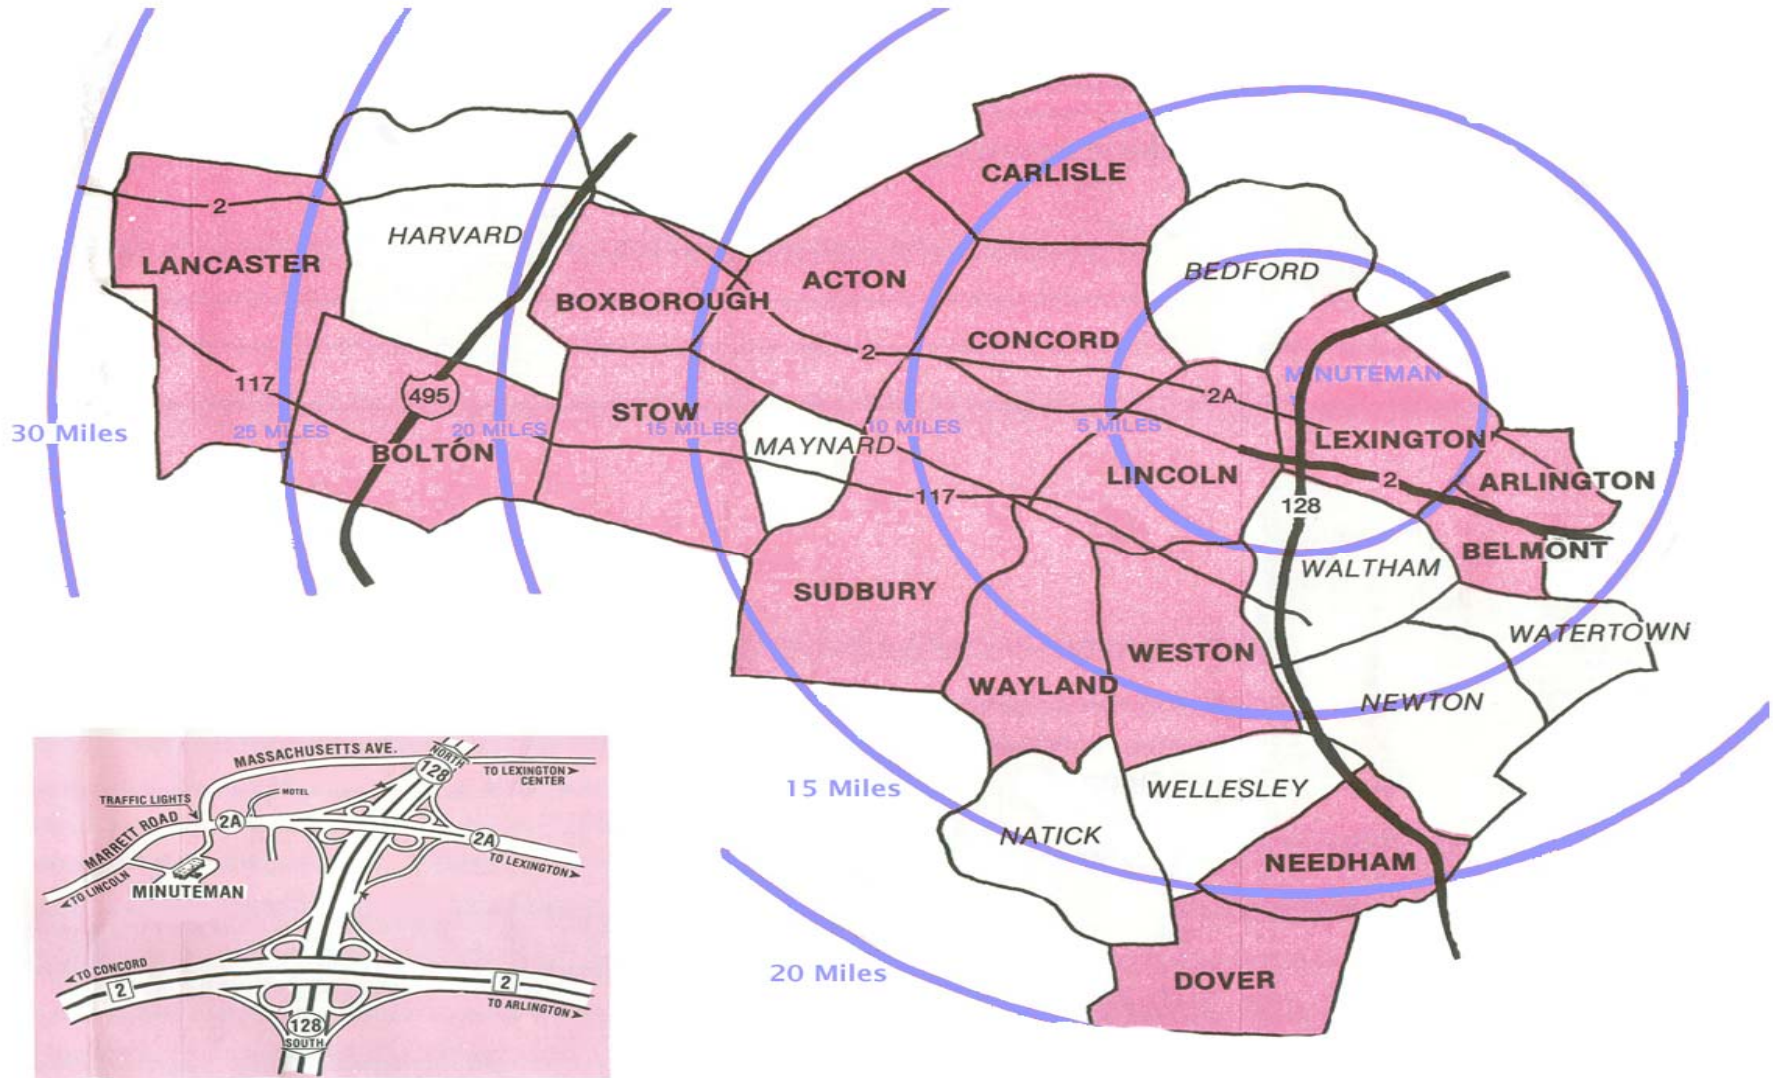 CARLISLE
2
HARVARD
LANCASTER
BEDFORD
ACTON
BOXBOROUGH
CONCORD
2
MINUTEMAN
117
495
2A
STOW
30 Miles
25 MILES
20 MILES
15 MILES
10 MILES
5 MILES
BOLTON
MAYNARD
LEXINGTON
LINCOLN
2
ARLINGTON
117
128
BELMONT
WALTHAM
SUDBURY
WATERTOWN
WESTON
WAYLAND
NEWTON
15 Miles
WELLESLEY
NATICK
NEEDHAM
20 Miles
DOVER
MASSACHUSETTS AVE.
NORTH
128
TO LEXINGTON
CENTER
TRAFFIC LIGHTS
MOTEL
2A
MARRETT ROAD
2A
TO LEXINGTON
TO LINCOLN
MINUTEMAN
TO CONCORD
2
2
TO ARLINGTON
128
SOUTH